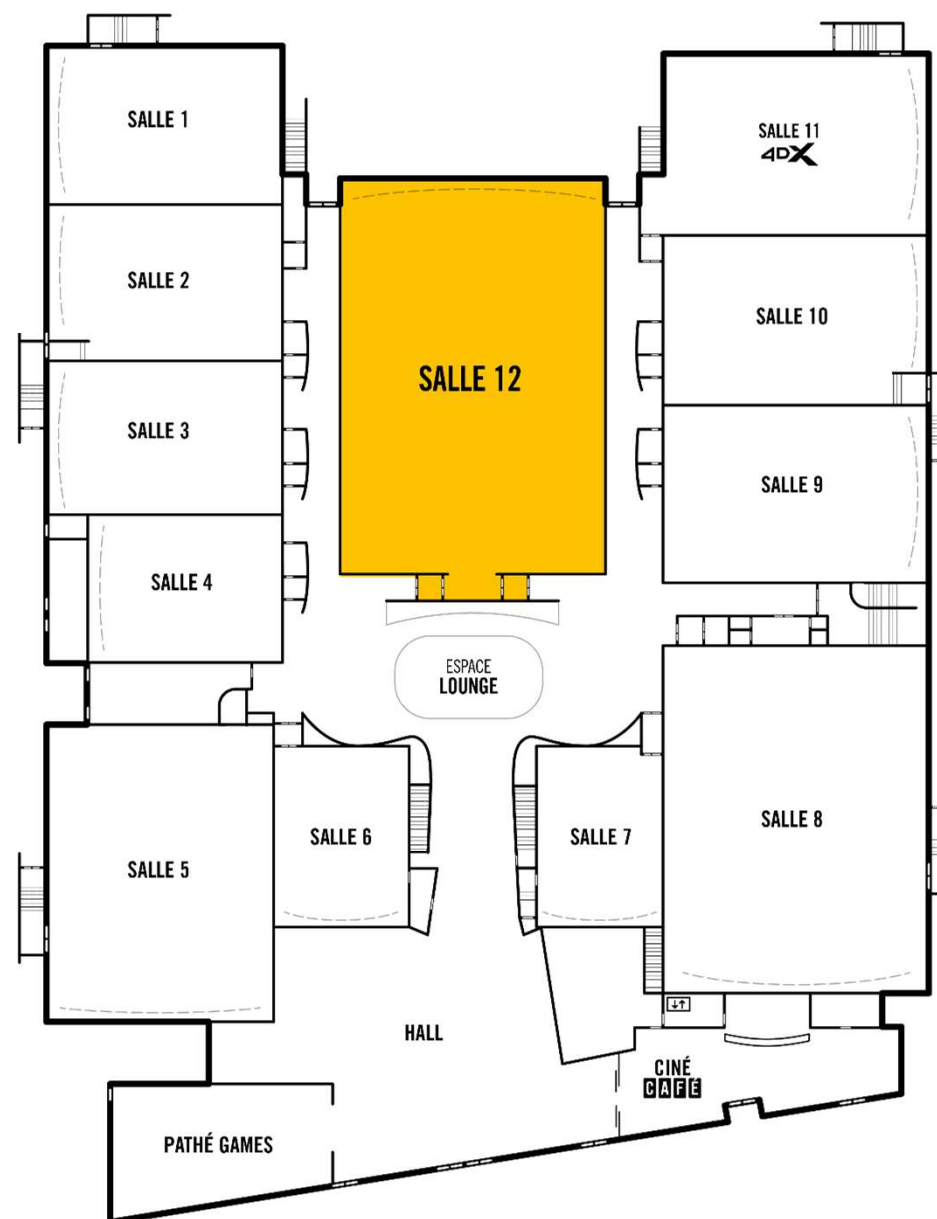 SALLE 1
SALLE 11
4DX
SALLE 2
SALLE 10
SALLE 12
SALLE 3
SALLE 9
SALLE 4
ESPACE
LOUNGE
SALLE 5
SALLE 6
SALLE 7
SALLE 8
HALL
CINÉ
CAFÉ
PATHÉ GAMES